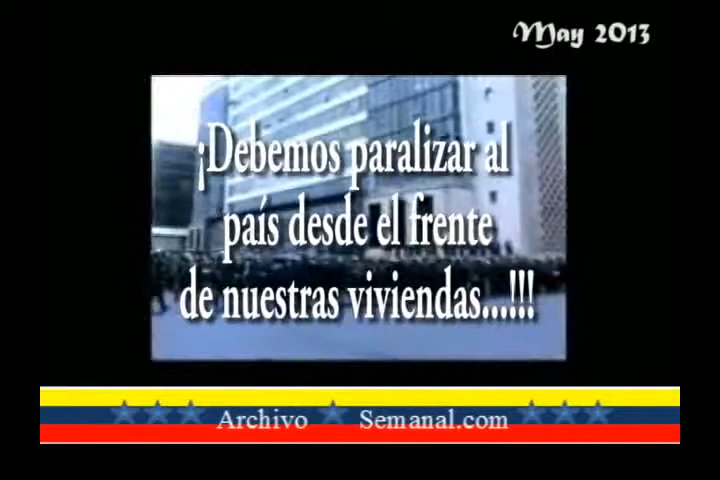 May 2013
¡Debemos paralizar al
país desde el frente
de nuestras viviendas...!!!
Archivo Semanal.com